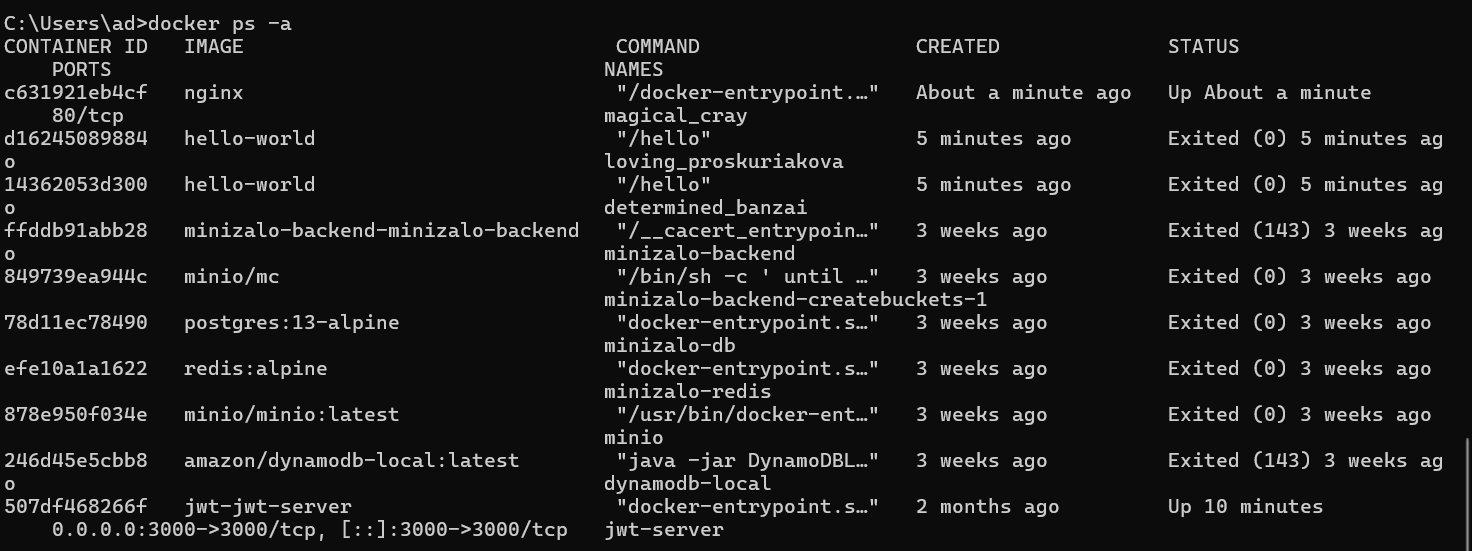 C:\Users\ad>docker ps -a
CONTAINER ID   IMAGE                               COMMAND                  CREATED              STATUS
    PORTS                                         NAMES
c631921eb4cf   nginx                               "/docker-entrypoint.…"   About a minute ago   Up About a minute
    80/tcp                                        magical_cray
d16245089884   hello-world                         "/hello"                 5 minutes ago        Exited (0) 5 minutes ag
o                                                 loving_proskuriakova
14362053d300   hello-world                         "/hello"                 5 minutes ago        Exited (0) 5 minutes ag
o                                                 determined_banzai
ffddb91abb28   minizalo-backend-minizalo-backend   "/__cacert_entrypoin…"   3 weeks ago          Exited (143) 3 weeks ag
o                                                 minizalo-backend
849739ea944c   minio/mc                            "/bin/sh -c ' until …"   3 weeks ago          Exited (0) 3 weeks ago
                                                  minizalo-backend-createbuckets-1
78d11ec78490   postgres:13-alpine                  "docker-entrypoint.s…"   3 weeks ago          Exited (0) 3 weeks ago
                                                  minizalo-db
efe10a1a1622   redis:alpine                        "docker-entrypoint.s…"   3 weeks ago          Exited (0) 3 weeks ago
                                                  minizalo-redis
878e950f034e   minio/minio:latest                  "/usr/bin/docker-ent…"   3 weeks ago          Exited (0) 3 weeks ago
                                                  minio
246d45e5cbb8   amazon/dynamodb-local:latest        "java -jar DynamoDBL…"   3 weeks ago          Exited (143) 3 weeks ag
o                                                 dynamodb-local
507df468266f   jwt-jwt-server                      "docker-entrypoint.s…"   2 months ago         Up 10 minutes
    0.0.0.0:3000->3000/tcp, [::]:3000->3000/tcp   jwt-server